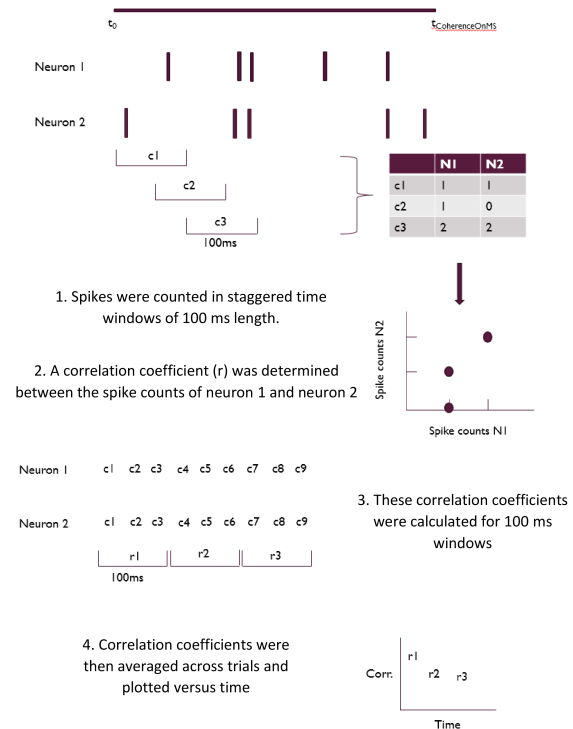 t0
tCoherenceOnMS
Neuron 1
Neuron 2
c1
c2
c3
100ms
N1 N2
c1 1 1
c2 1 0
c3 2 2
1. Spikes were counted in staggered time
windows of 100 ms length.
2. A correlation coefficient (r) was determined
between the spike counts of neuron 1 and neuron 2
Spike counts N2
Spike counts N1
Neuron 1 c1 c2 c3 c4 c5 c6 c7 c8 c9
Neuron 2 c1 c2 c3 c4 c5 c6 c7 c8 c9
r1 r2 r3
100ms
3. These correlation coefficients
were calculated for 100 ms
windows
4. Correlation coefficients were
then averaged across trials and
plotted versus time
Corr.
r1
r2
r3
Time